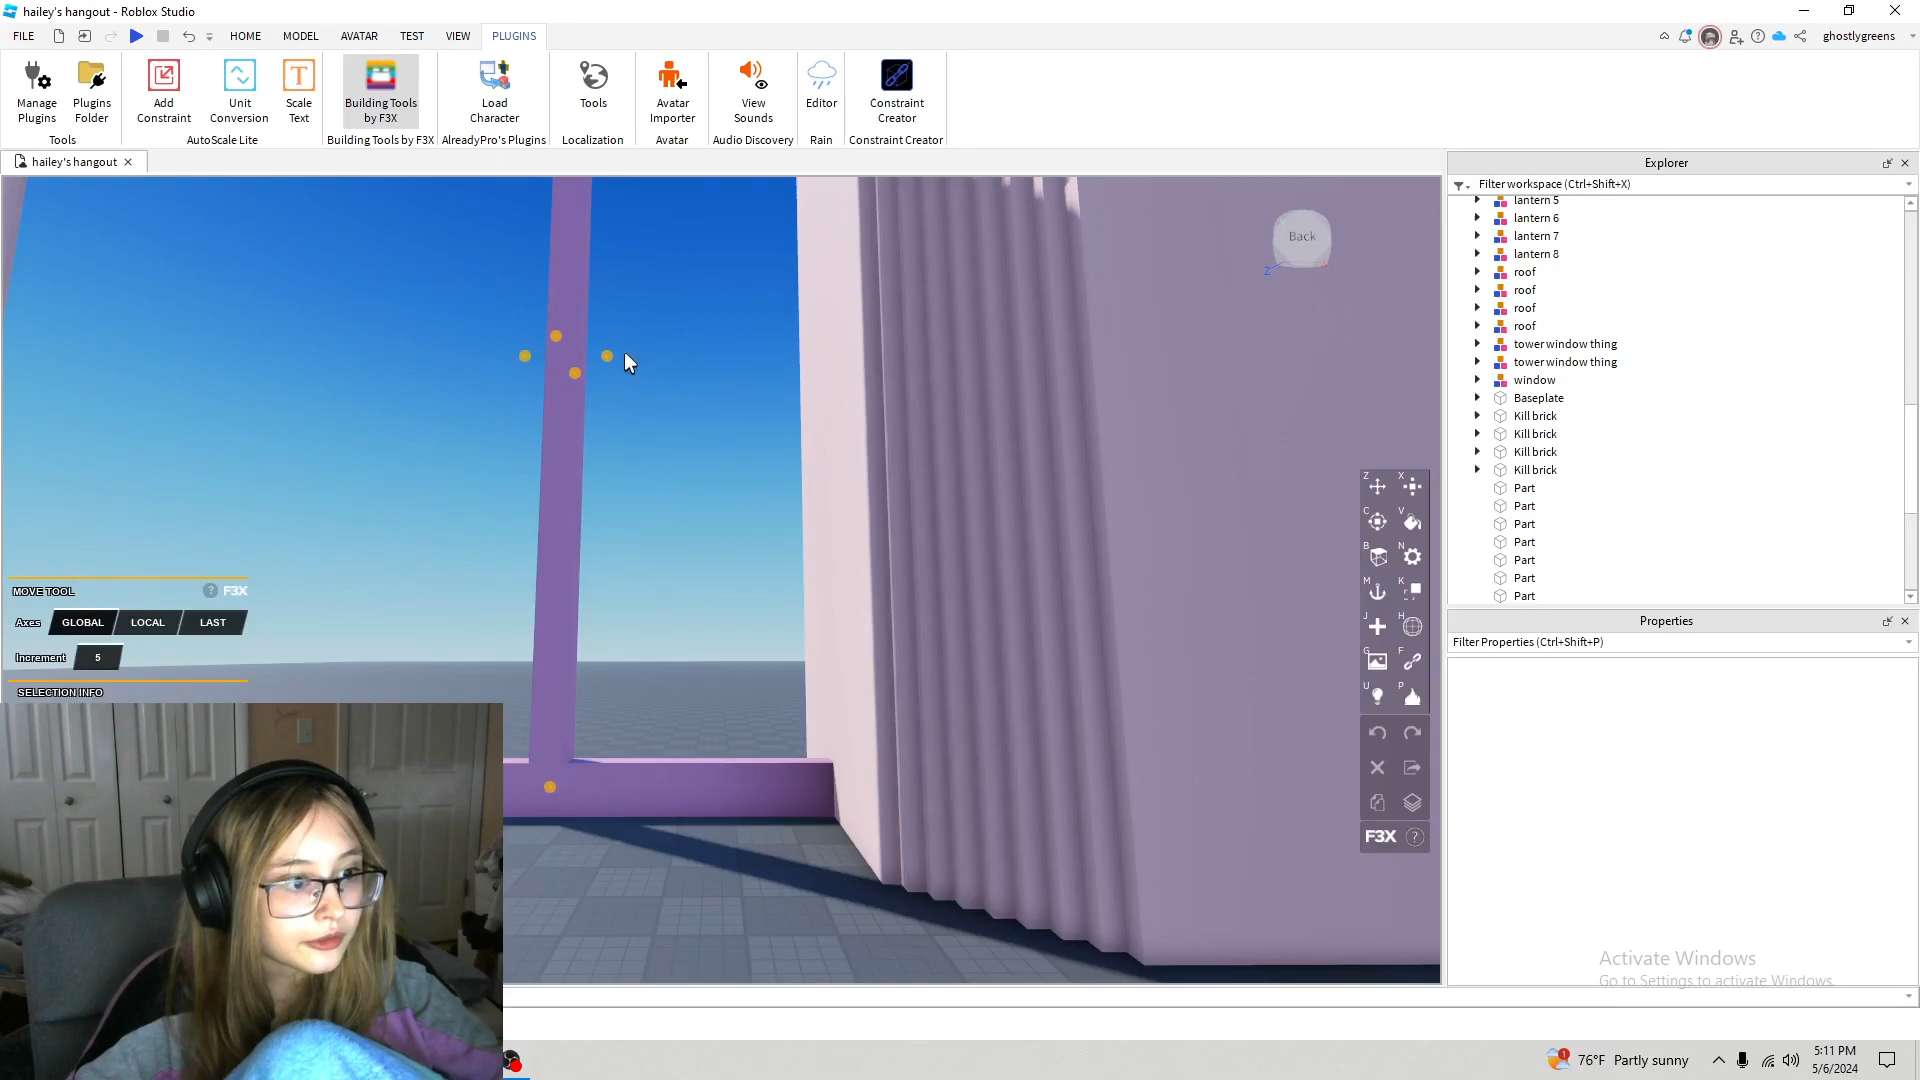 hailey's hangout - Roblox Studio
FILE HOME MODEL AVATAR TEST VIEW PLUGINS ghostlygreens
Manage Plugins
Plugins Folder
Tools
Add Constraint
Unit Conversion
Scale Text
AutoScale Lite
Building Tools by F3X
Building Tools by F3X
Load Character
AlreadyPro's Plugins
Tools
Localization
Avatar Importer
Avatar
View Sounds
Audio Discovery
Editor
Rain
Constraint Creator
Constraint Creator
hailey's hangout
Explorer
Filter workspace (Ctrl+Shift+X)
lantern 5
lantern 6
lantern 7
lantern 8
roof
roof
roof
roof
tower window thing
tower window thing
window
Baseplate
Kill brick
Kill brick
Kill brick
Kill brick
Part
Part
Part
Part
Part
Part
Part
Properties
Filter Properties (Ctrl+Shift+P)
Back
Z
Z X
C V
B N
M K
J H
G F
U P
F3X ?
MOVE TOOL ? F3X
Axes GLOBAL LOCAL LAST
Increment 5
SELECTION INFO
Activate Windows
Go to Settings to activate Windows.
1 76°F Partly sunny
5:11 PM
5/6/2024